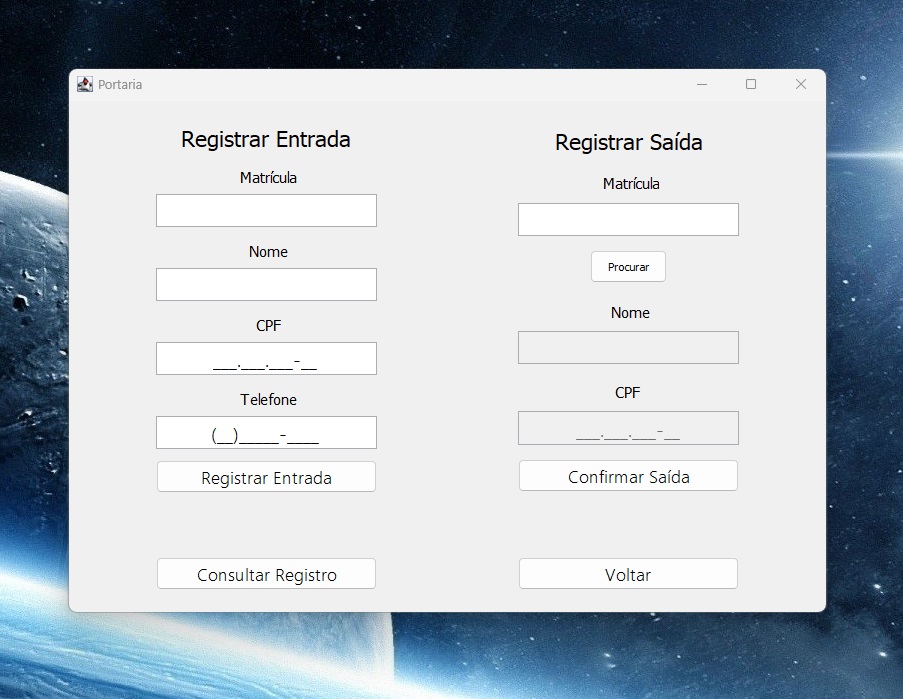 Portaria
Registrar Entrada
Matrícula
Nome
CPF
___.___.___-__
Telefone
(__)_____-____
Registrar Entrada
Consultar Registro
Registrar Saída
Matrícula
Procurar
Nome
CPF
___.___.___-__
Confirmar Saída
Voltar